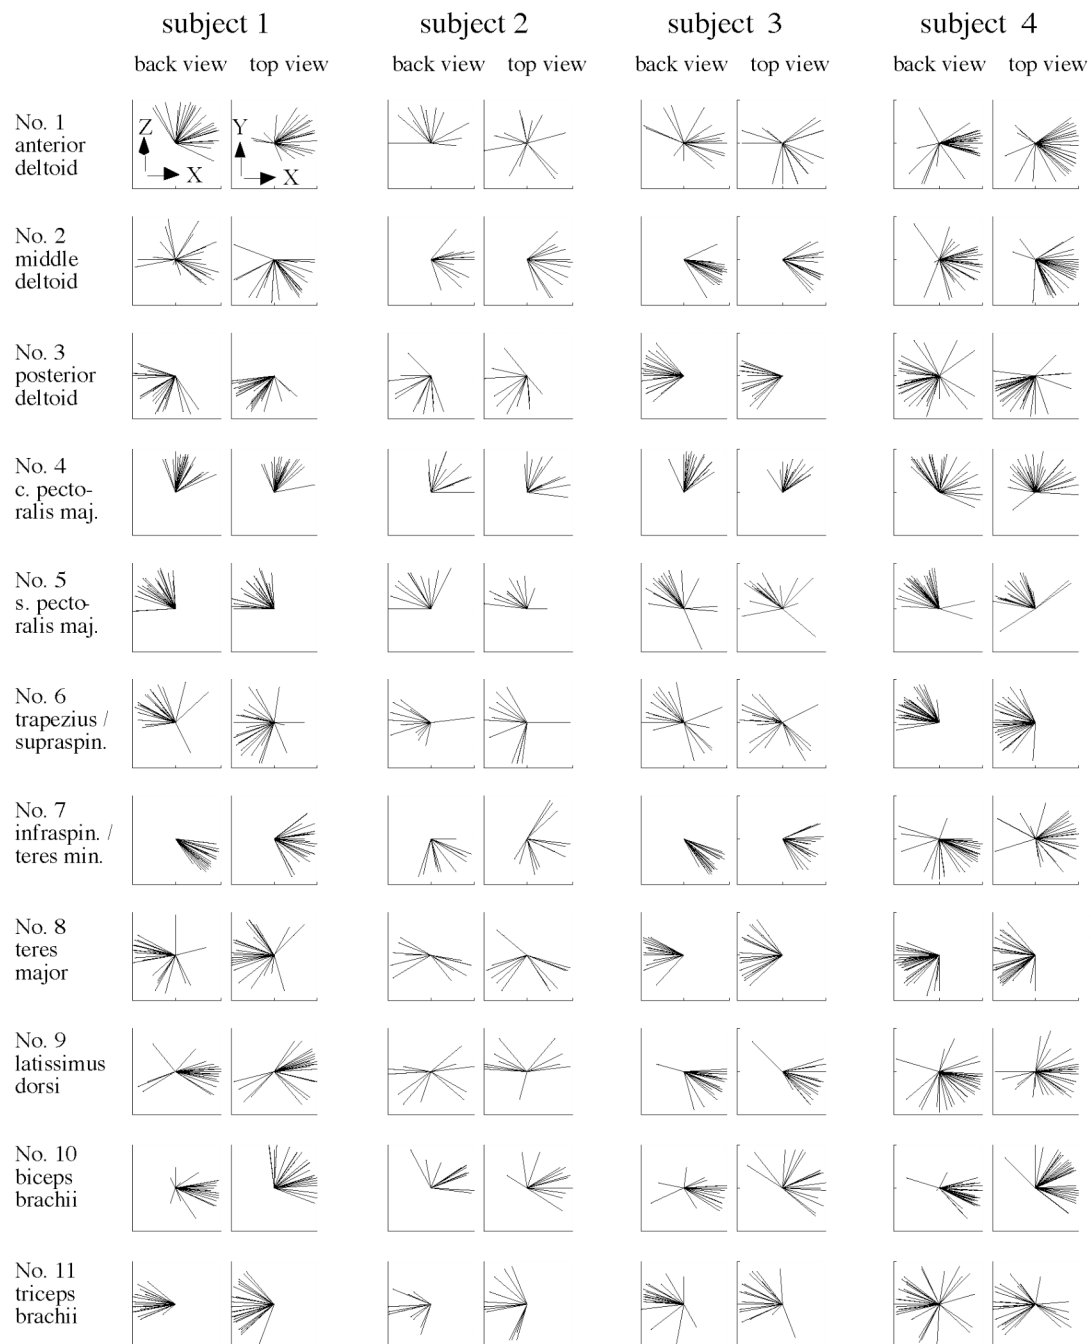 subject 1 subject 2 subject 3 subject 4
back view top view back view top view back view top view back view top view
No. 1
anterior
deltoid
Z X Y X
No. 2
middle
deltoid
No. 3
posterior
deltoid
No. 4
c. pecto-
ralis maj.
No. 5
s. pecto-
ralis maj.
No. 6
trapezius /
supraspin.
No. 7
infraspin. /
teres min.
No. 8
teres
major
No. 9
latissimus
dorsi
No. 10
biceps
brachii
No. 11
triceps
brachii